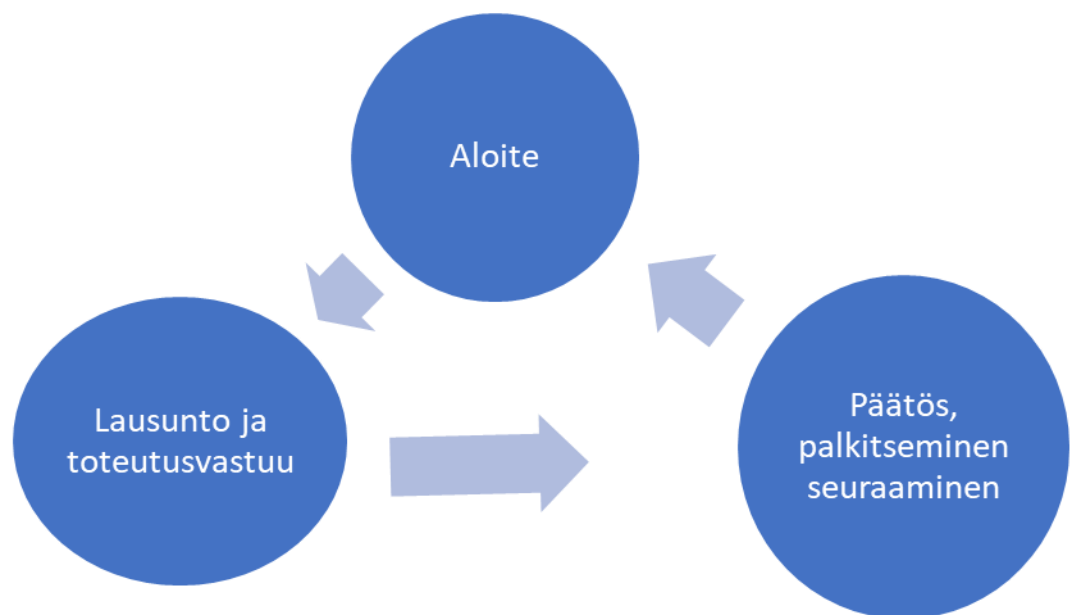 Aloite
Lausunto ja
toteutusvastuu
Päätös,
palkitseminen
seuraaminen